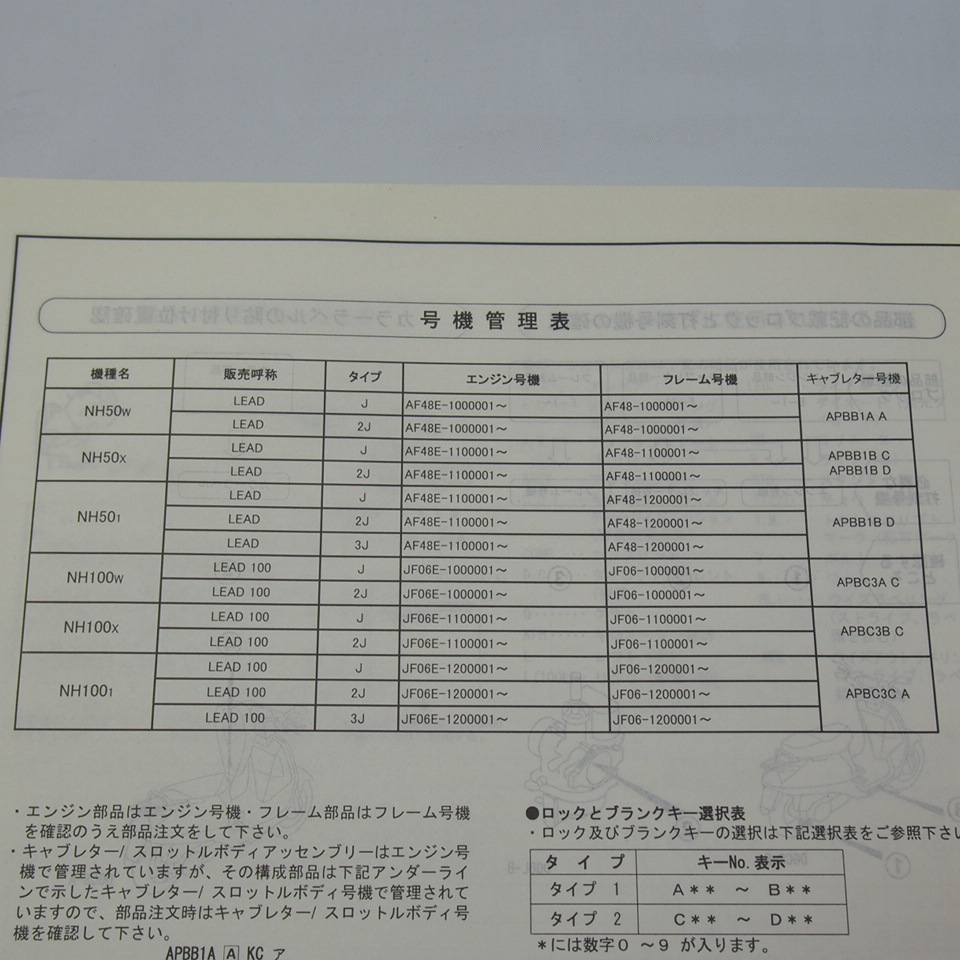 号機管理表
機種名 販売呼称 タイプ エンジン号機 フレーム号機 キャブレター号機
NH50W LEAD J AF48E-1000001～ AF48-1000001～ APBB1A A
LEAD 2J AF48E-1000001～ AF48-1000001～
NH50X LEAD J AF48E-1100001～ AF48-1100001～ APBB1B C
LEAD 2J AF48E-1100001～ AF48-1100001～ APBB1B D
NH501 LEAD J AF48E-1100001～ AF48-1200001～ APBB1B D
LEAD 2J AF48E-1100001～ AF48-1200001～
LEAD 3J AF48E-1100001～ AF48-1200001～
NH100W LEAD 100 J JF06E-1000001～ JF06-1000001～ APBC3A C
LEAD 100 2J JF06E-1000001～ JF06-1000001～
NH100X LEAD 100 J JF06E-1100001～ JF06-1100001～ APBC3B C
LEAD 100 2J JF06E-1100001～ JF06-1100001～
NH1001 LEAD 100 J JF06E-1200001～ JF06-1200001～ APBC3C A
LEAD 100 2J JF06E-1200001～ JF06-1200001～
LEAD 100 3J JF06E-1200001～ JF06-1200001～
・エンジン部品はエンジン号機・フレーム部品はフレーム号機
を確認のうえ部品注文をして下さい。
・キャブレター/ スロットルボディアッセンブリーはエンジン号
機で管理されていますが、その構成部品は下記アンダーライ
ンで示したキャブレター/ スロットルボディ号機で管理されて
いますので、部品注文時はキャブレター/ スロットルボディ号
機を確認して下さい。
APBB1A A KC ア
●ロックとブランクキー選択表
・ロック及びブランクキーの選択は下記選択表をご参照下さい
タイプ キーNo.表示
タイプ 1 A** ～ B**
タイプ 2 C** ～ D**
*には数字0 ～9 が入ります。